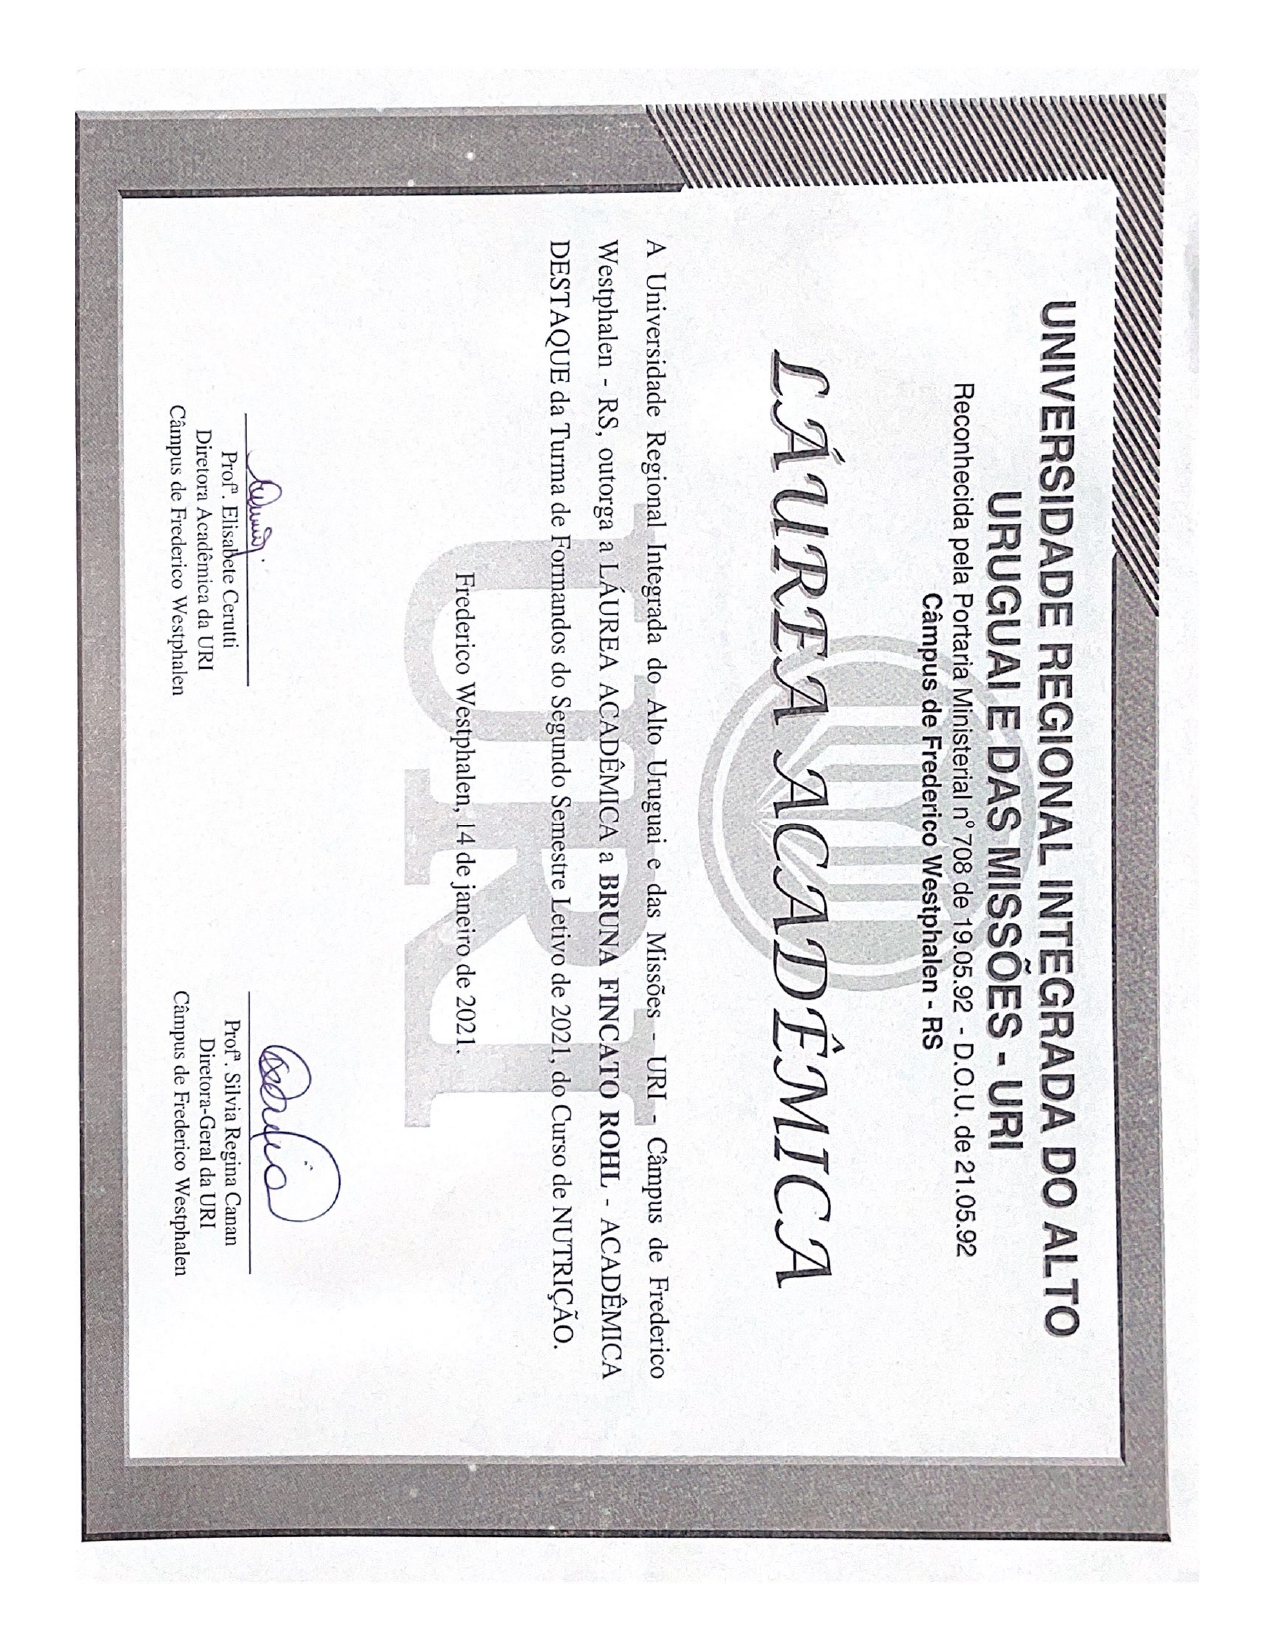 UNIVERSIDADE REGIONAL INTEGRADA DO ALTO
URUGUAI E DAS MISSÕES - URI
Reconhecida pela Portaria Ministerial nº 708 de 19.05.92 - D.O.U. de 21.05.92
Câmpus de Frederico Westphalen - RS
LÁUREA ACADÊMICA
A Universidade Regional Integrada do Alto Uruguai e das Missões - URI - Câmpus de Frederico
Westphalen - RS, outorga a LÁUREA ACADÊMICA a BRUNA FINCATO ROHL - ACADÊMICA
DESTAQUE da Turma de Formandos do Segundo Semestre Letivo de 2021, do Curso de NUTRIÇÃO.
URI
Frederico Westphalen, 14 de janeiro de 2021.
Profª. Elisabete Cerutti
Diretora Acadêmica da URI
Câmpus de Frederico Westphalen
Profª. Silvia Regina Canan
Diretora-Geral da URI
Câmpus de Frederico Westphalen